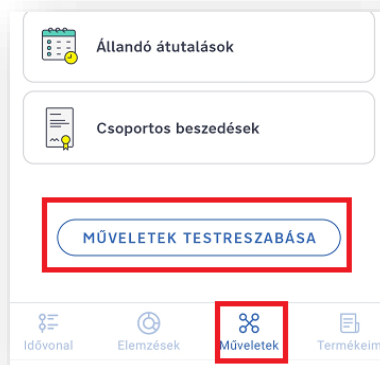 Állandó átutalások
Csoportos beszedések
MŰVELETEK TESTRESZABÁSA
Idővonal
Elemzések
Műveletek
Termékeim